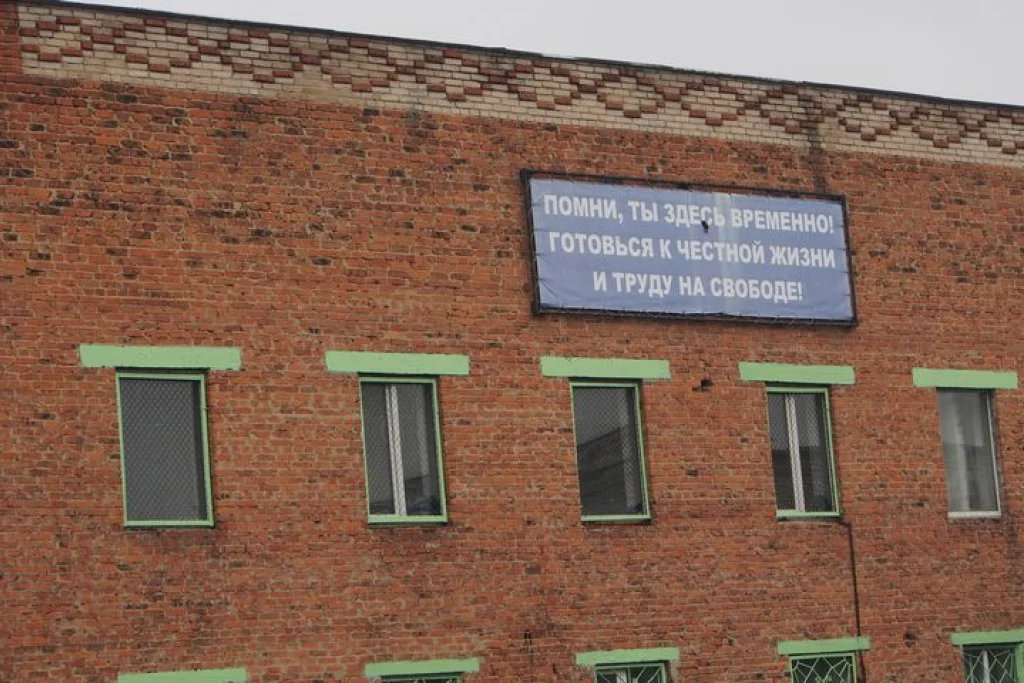 ПОМНИ, ТЫ ЗДЕСЬ ВРЕМЕННО!
ГОТОВЬСЯ К ЧЕСТНОЙ ЖИЗНИ
И ТРУДУ НА СВОБОДЕ!